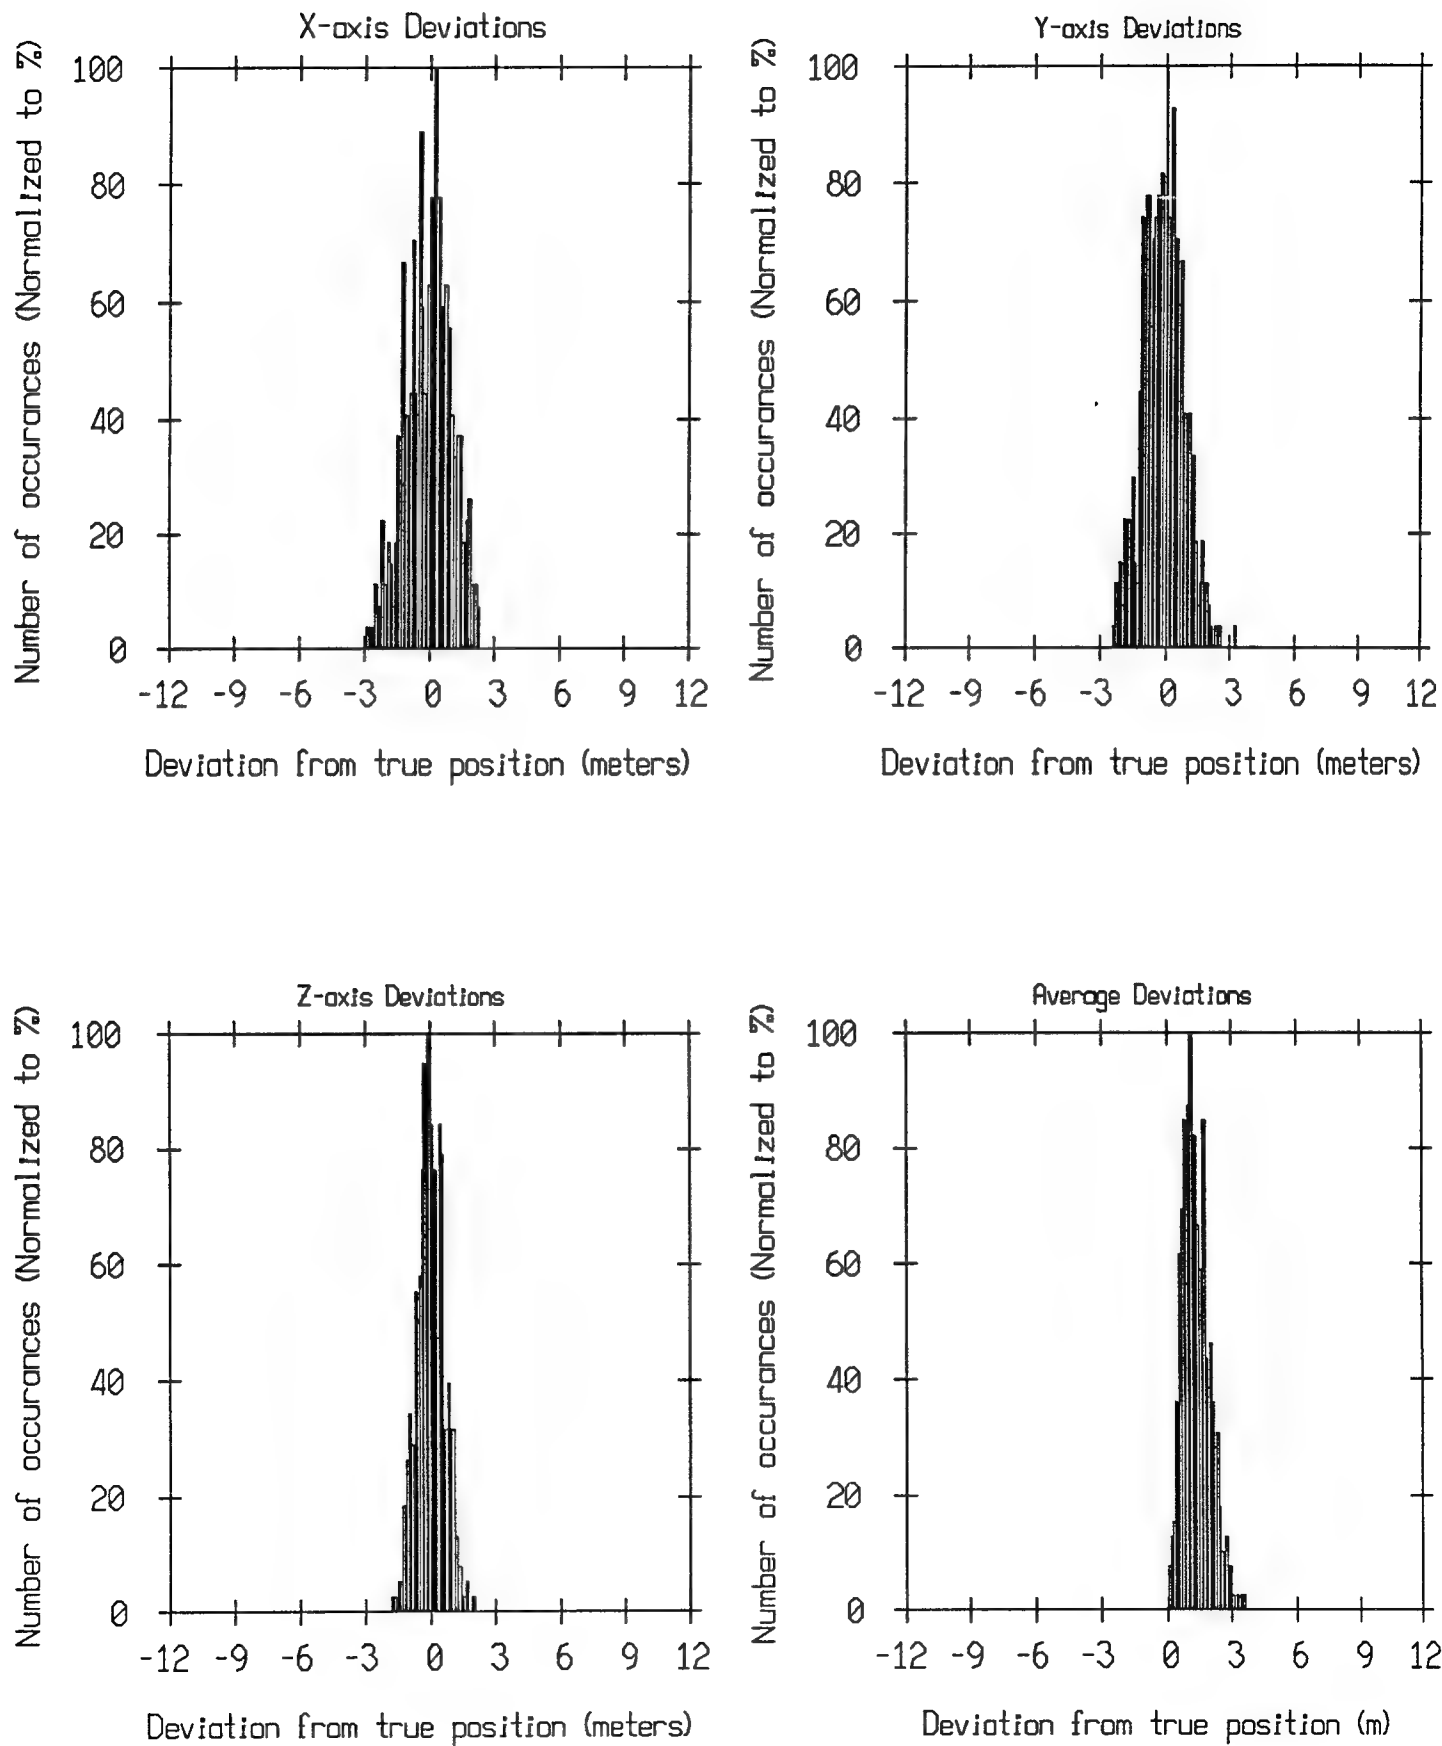 X-axis Deviations
Number of occurances (Normalized to %)
100
80
60
40
20
0
-12 -9 -6 -3 0 3 6 9 12
Deviation from true position (meters)
Y-axis Deviations
Number of occurances (Normalized to %)
100
80
60
40
20
0
-12 -9 -6 -3 0 3 6 9 12
Deviation from true position (meters)
Z-axis Deviations
Number of occurances (Normalized to %)
100
80
60
40
20
0
-12 -9 -6 -3 0 3 6 9 12
Deviation from true position (meters)
Average Deviations
Number of occurances (Normalized to %)
100
80
60
40
20
0
-12 -9 -6 -3 0 3 6 9 12
Deviation from true position (m)